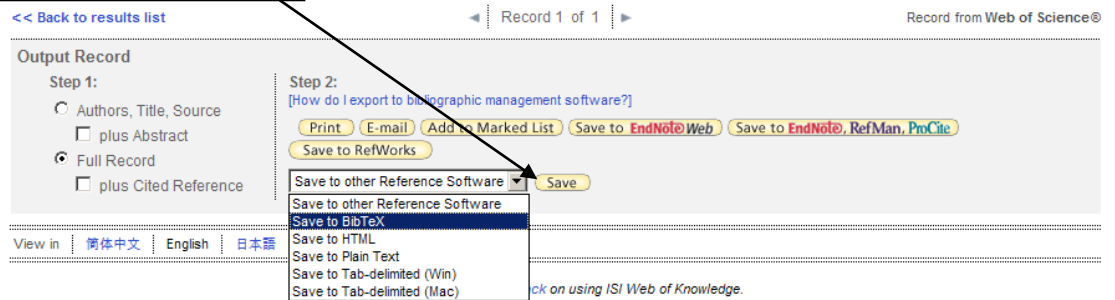 << Back to results list
Record 1 of 1
Record from Web of Science®
Output Record
Step 1:
Authors, Title, Source
plus Abstract
Full Record
plus Cited Reference
Step 2:
[How do I export to bibliographic management software?]
Print E-mail Add to Marked List Save to EndNote Web Save to EndNote, RefMan, ProCite
Save to RefWorks
Save to other Reference Software Save
Save to other Reference Software
Save to BibTeX
Save to HTML
Save to Plain Text
Save to Tab-delimited (Win)
Save to Tab-delimited (Mac)
View in 简体中文 English 日本語
on using ISI Web of Knowledge.